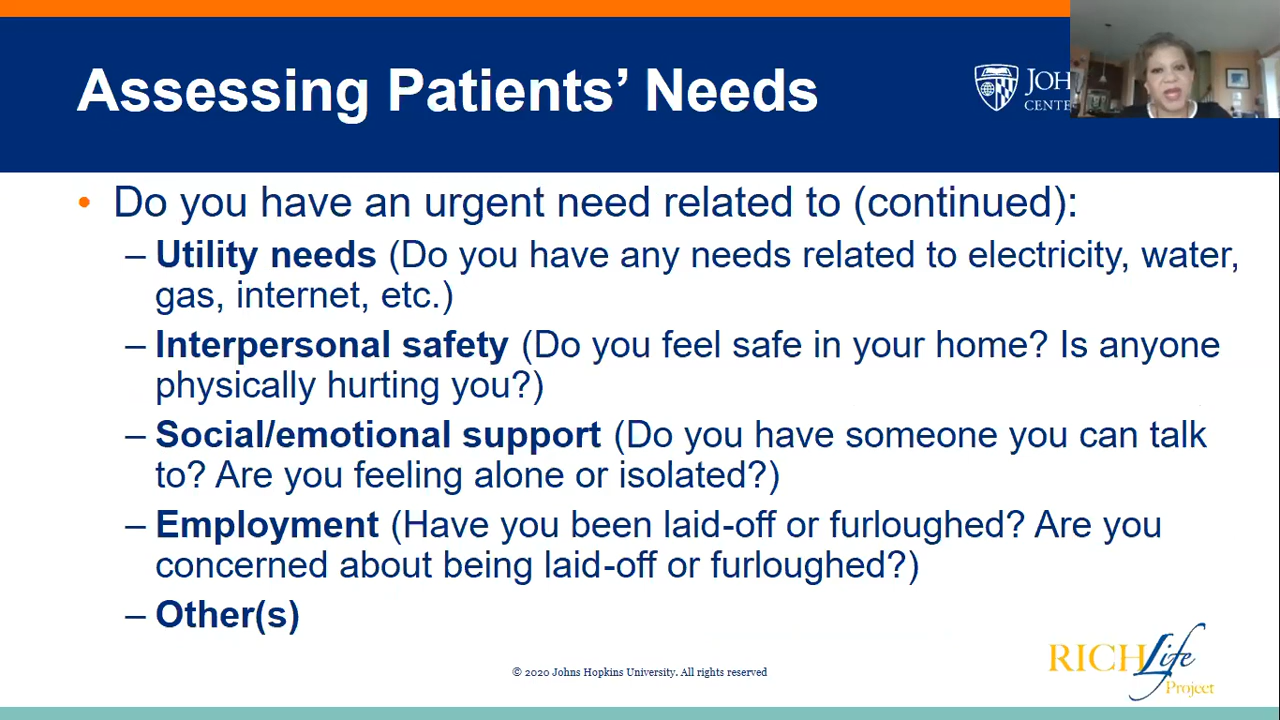 Assessing Patients’ Needs
JOH
CENTE
• Do you have an urgent need related to (continued):
– Utility needs (Do you have any needs related to electricity, water,
gas, internet, etc.)
– Interpersonal safety (Do you feel safe in your home? Is anyone
physically hurting you?)
– Social/emotional support (Do you have someone you can talk
to? Are you feeling alone or isolated?)
– Employment (Have you been laid-off or furloughed? Are you
concerned about being laid-off or furloughed?)
– Other(s)
© 2020 Johns Hopkins University. All rights reserved
RICH Life
Project